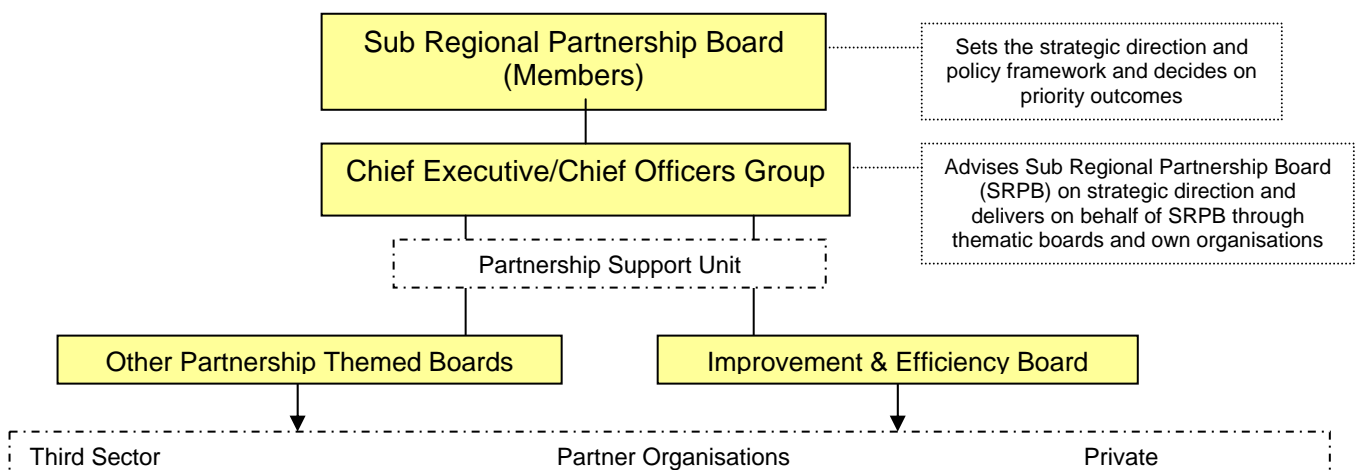 Sub Regional Partnership Board
(Members)
Sets the strategic direction and
policy framework and decides on
priority outcomes
Chief Executive/Chief Officers Group
Advises Sub Regional Partnership Board
(SRPB) on strategic direction and
delivers on behalf of SRPB through
thematic boards and own organisations
Partnership Support Unit
Other Partnership Themed Boards
Improvement & Efficiency Board
Third Sector
Partner Organisations
Private